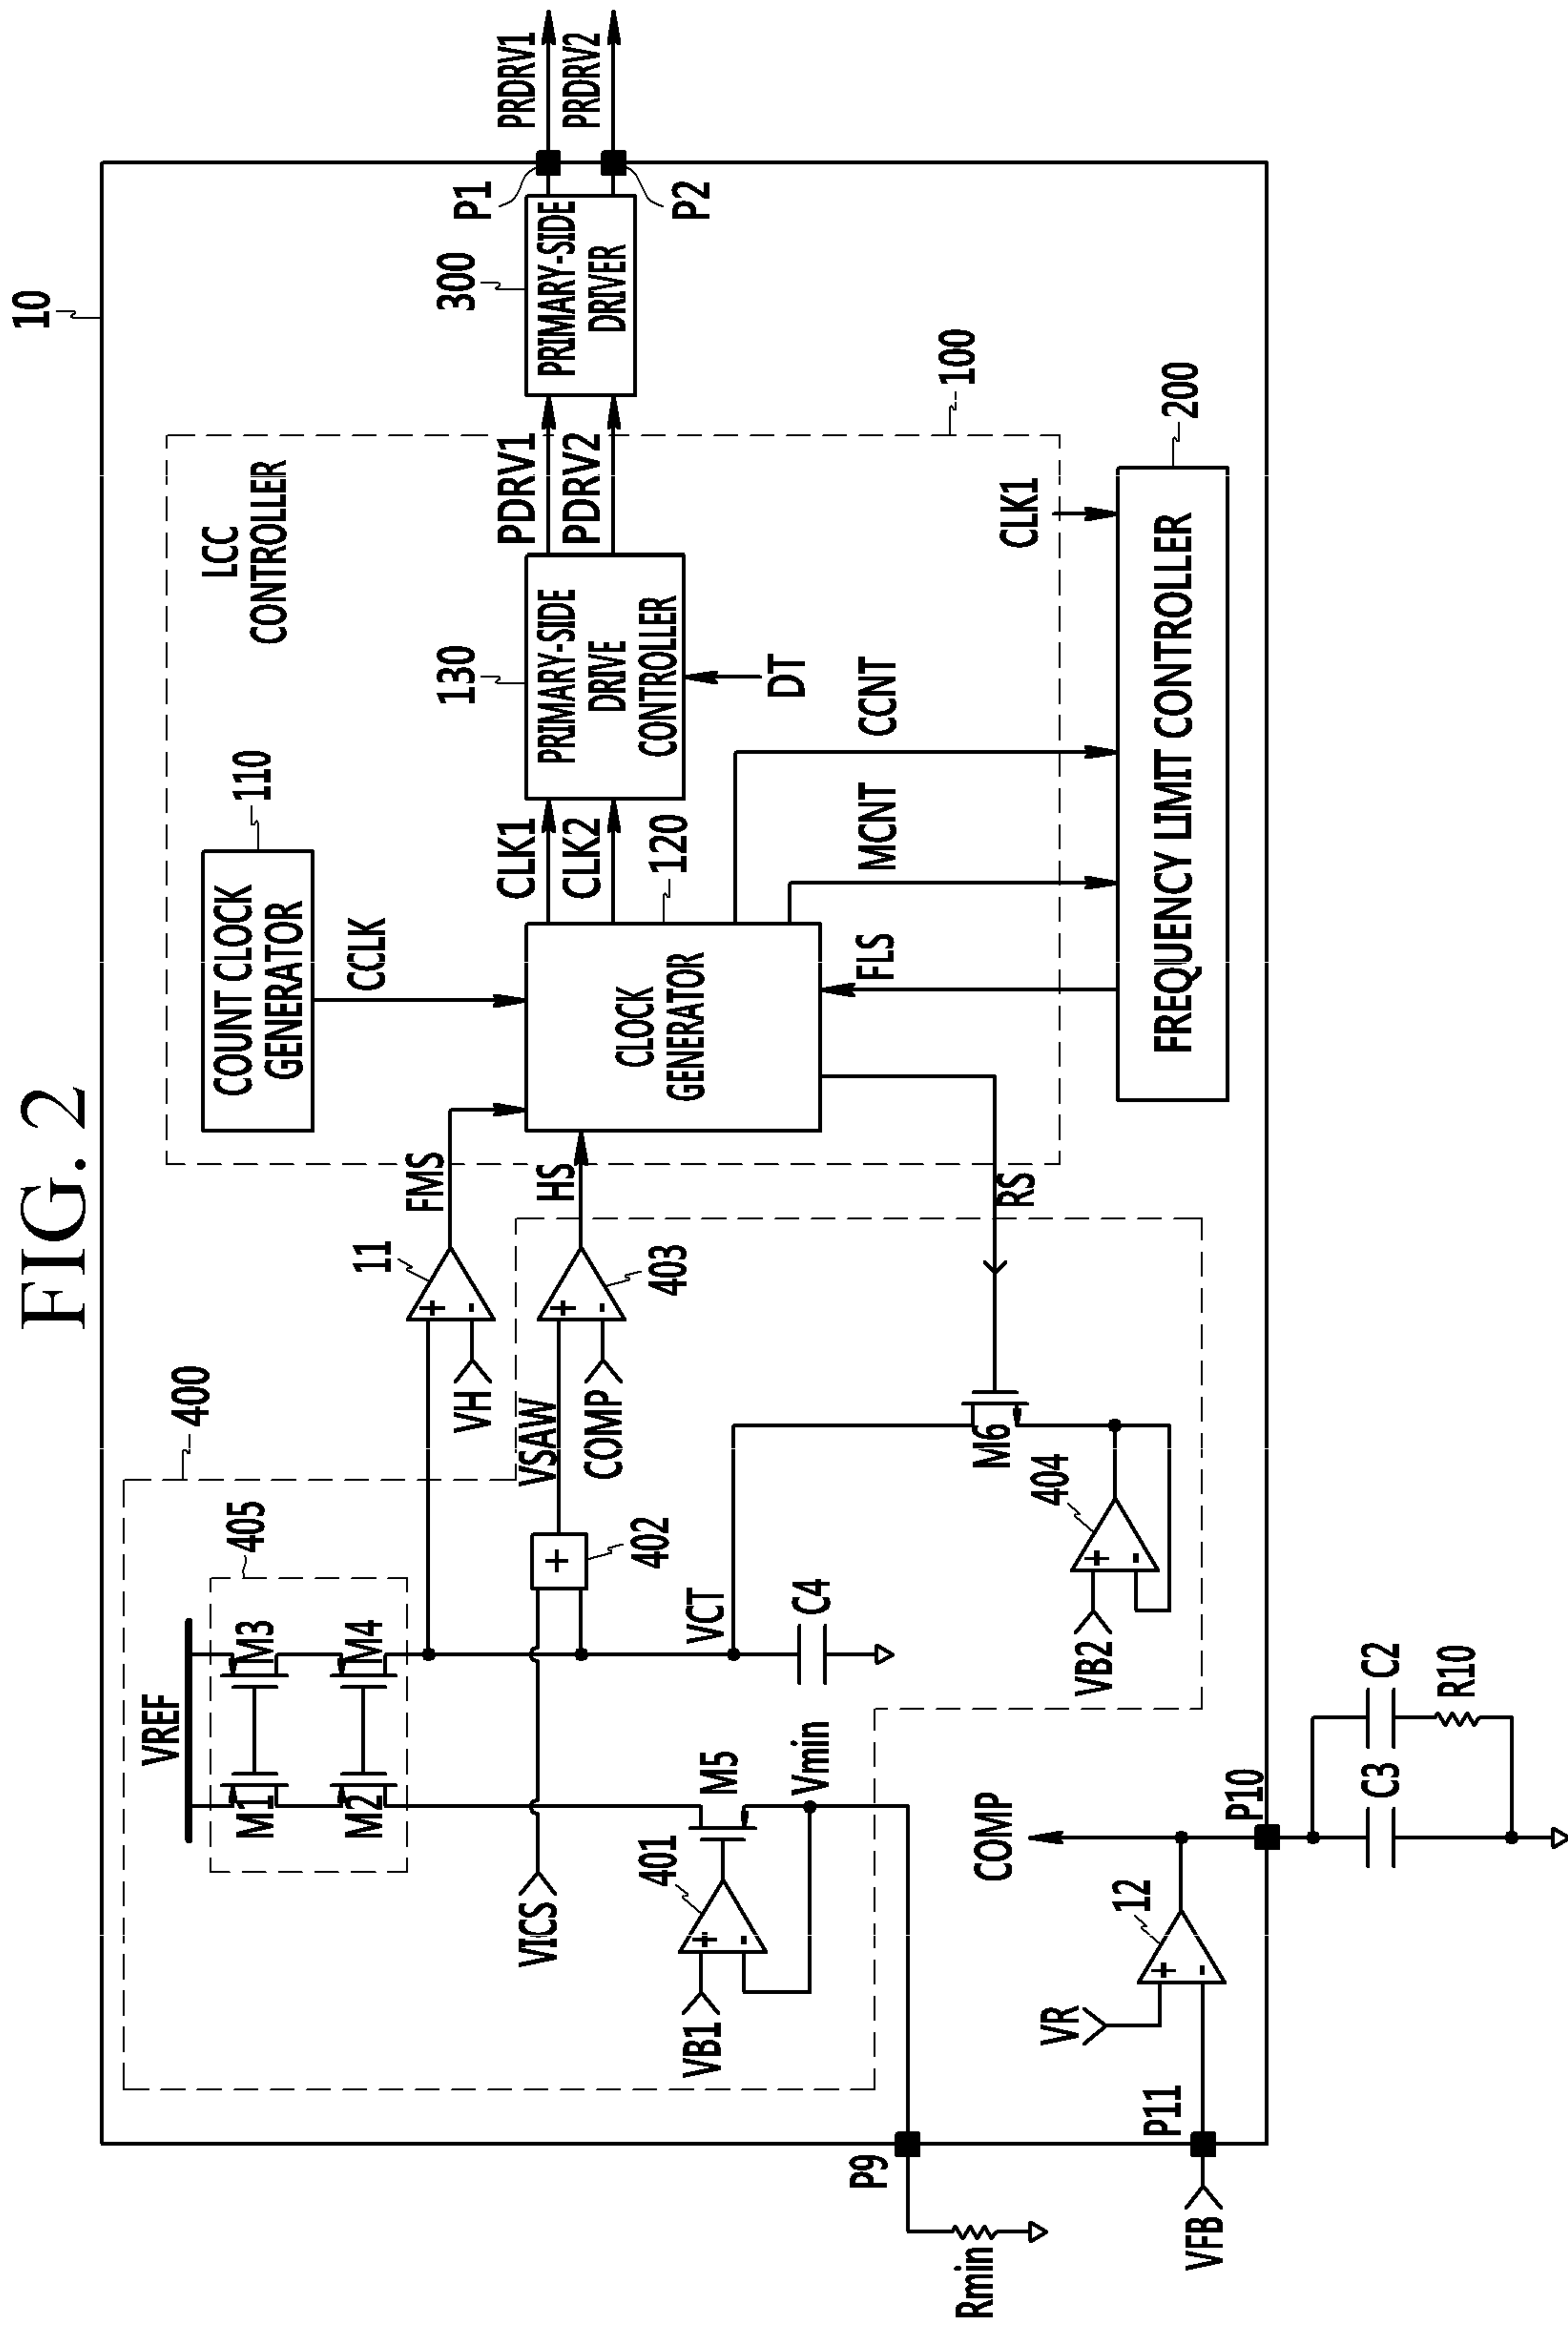 FIG. 2
10
400
405
VREF
M1
M3
M2
M4
11
+
-
VH
FMS
LCC
CONTROLLER
COUNT CLOCK
GENERATOR
110
CCLK
VICS
+
402
VSAW
+
-
COMP
403
HS
CLOCK
GENERATOR
120
CLK1
CLK2
130
PRIMARY-SIDE
DRIVE
CONTROLLER
DT
PDRV1
PDRV2
300
PRIMARY-SIDE
DRIVER
P1
P2
PRDRV1
PRDRV2
VB1
401
+
-
M5
Vmin
VCT
C4
FLS
MCNT
CCNT
100
P9
Rmin
M6
RS
CLK1
404
VB2
+
-
FREQUENCY LIMIT CONTROLLER
200
COMP
VR
12
+
-
VFB
P11
P10
C3
C2
R10